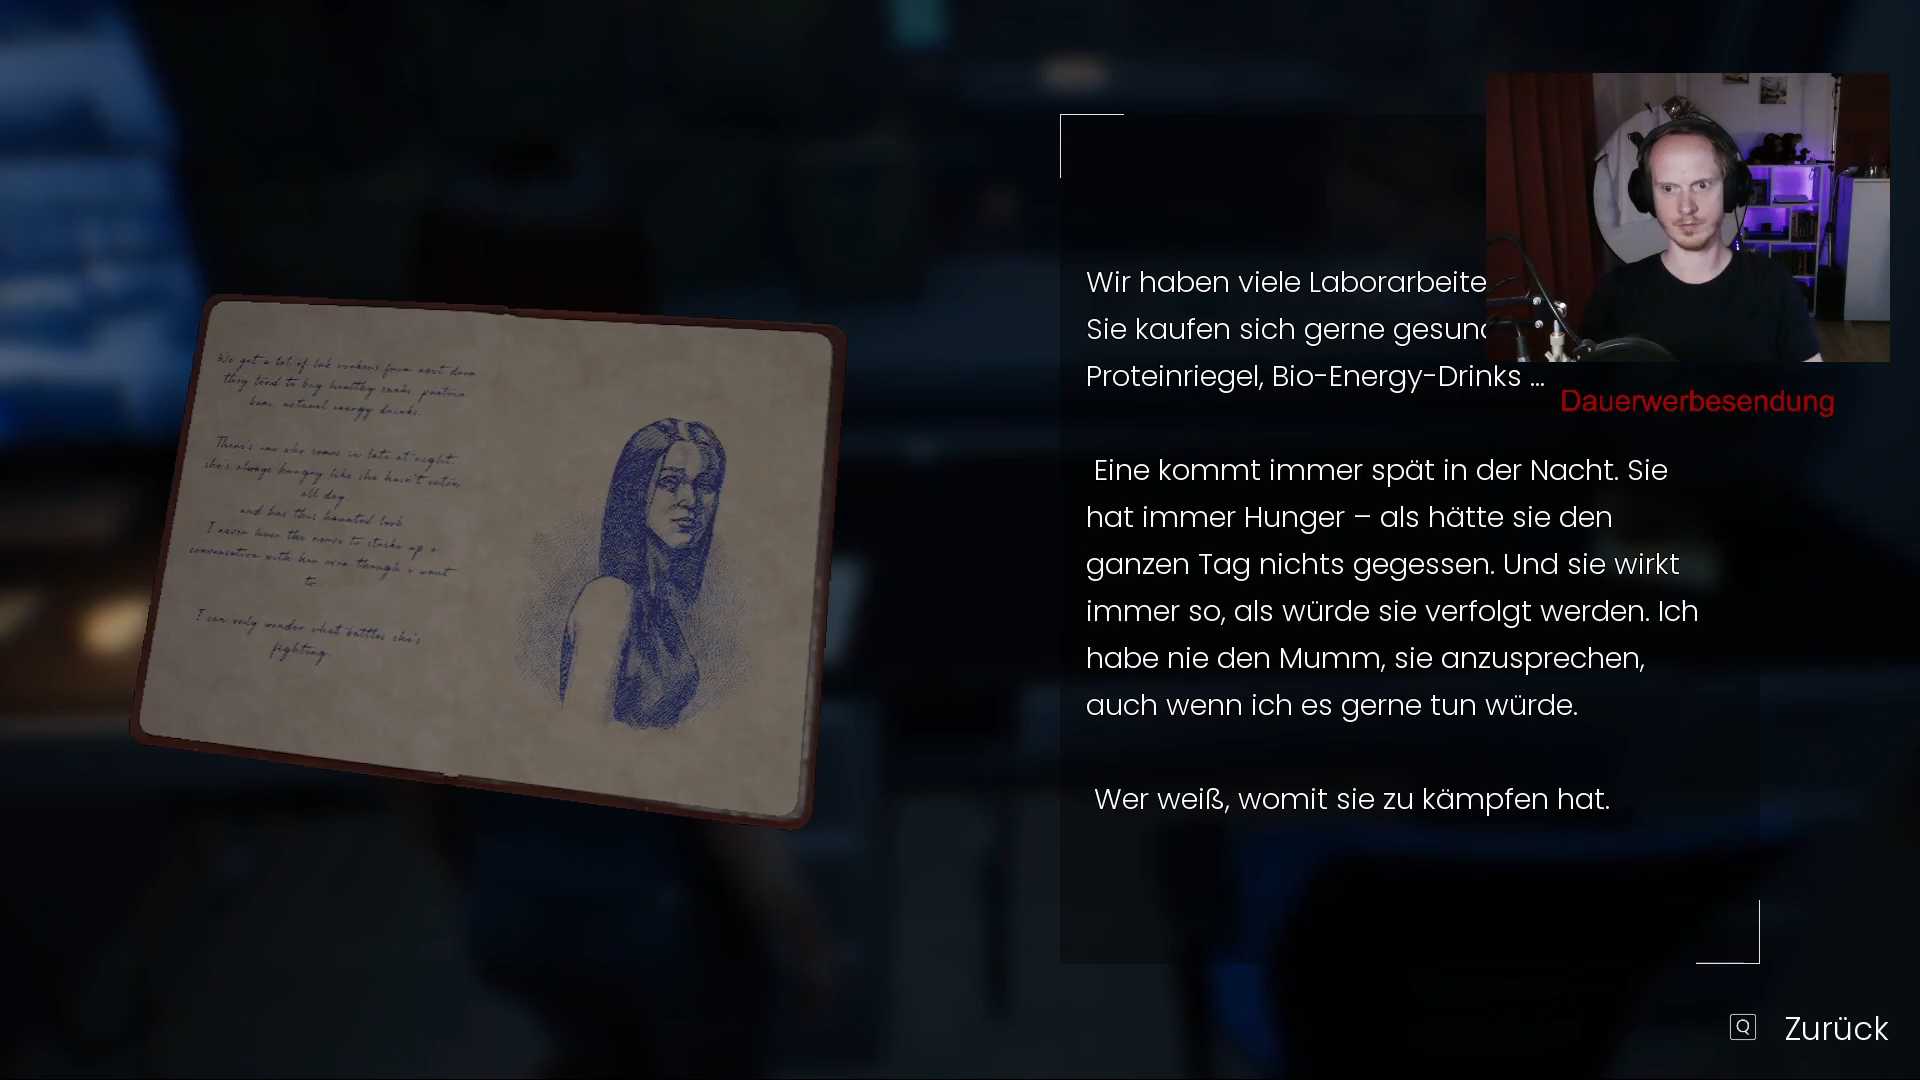 We get a lot of lab workers from next door
they tend to buy healthy snaks, protein
bars, natural energy drinks...
There's one who comes in late at night.
she's always hungry like she hasn't eaten
all day.
and has this haunted look
I never have the nerve to strike up a
conversation with her even though i want
to.
I can only wonder what battles she's
fighting.
Wir haben viele Laborarbeite
Sie kaufen sich gerne gesund
Proteinriegel, Bio-Energy-Drinks ...
Dauerwerbesendung
Eine kommt immer spät in der Nacht. Sie
hat immer Hunger – als hätte sie den
ganzen Tag nichts gegessen. Und sie wirkt
immer so, als würde sie verfolgt werden. Ich
habe nie den Mumm, sie anzusprechen,
auch wenn ich es gerne tun würde.
Wer weiß, womit sie zu kämpfen hat.
Q Zurück